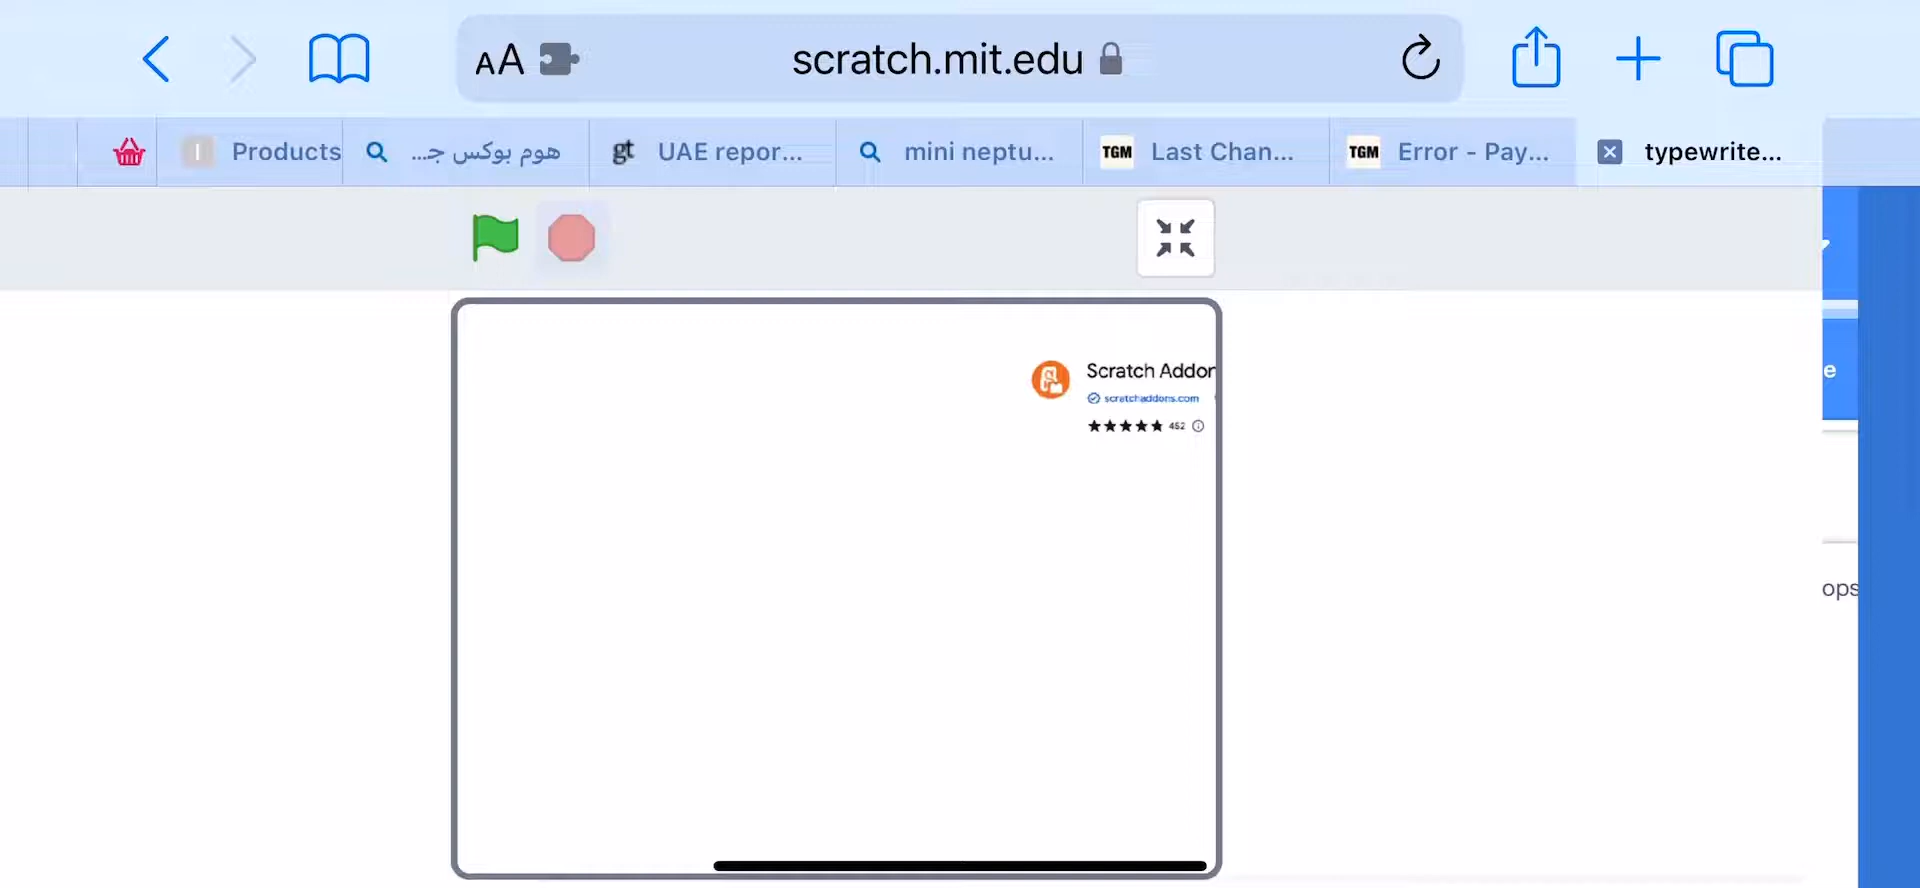 AA scratch.mit.edu
I Products
هوم بوكس جـ...
gt UAE repor...
mini neptu...
TGM Last Chan...
TGM Error - Pay...
typewrite...
e
Scratch Addon
scratchaddons.com
452
ops